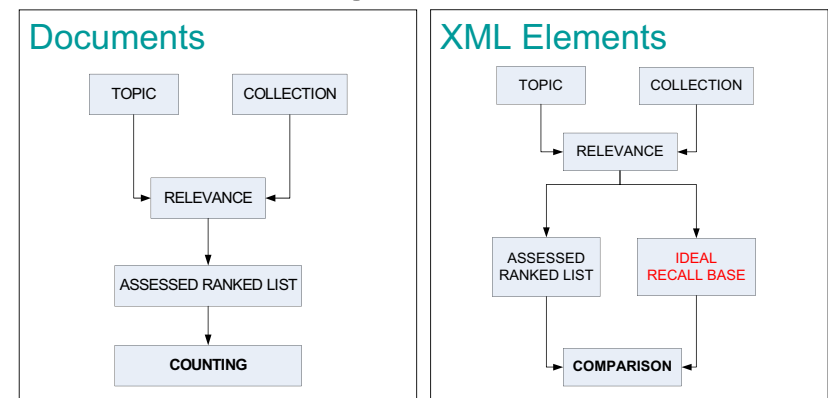 Documents
TOPIC
COLLECTION
RELEVANCE
ASSESSED RANKED LIST
COUNTING
XML Elements
TOPIC
COLLECTION
RELEVANCE
ASSESSED
RANKED LIST
IDEAL
RECALL BASE
COMPARISON